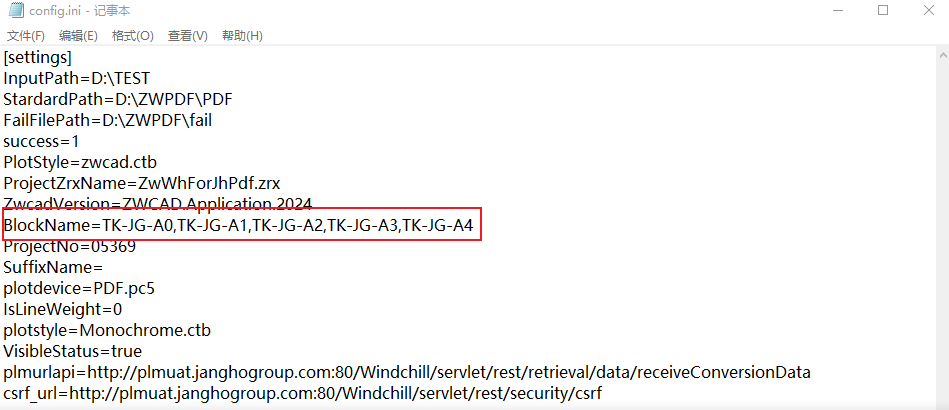 config.ini - 记事本
文件(F) 编辑(E) 格式(O) 查看(V) 帮助(H)
[settings]
InputPath=D:\TEST
StardardPath=D:\ZWPDF\PDF
FailFilePath=D:\ZWPDF\fail
success=1
PlotStyle=zwcad.ctb
ProjectZrxName=ZwWhForJhPdf.zrx
ZwcadVersion=ZWCAD.Application.2024
BlockName=TK-JG-A0,TK-JG-A1,TK-JG-A2,TK-JG-A3,TK-JG-A4
ProjectNo=05369
SuffixName=
plotdevice=PDF.pc5
IsLineWeight=0
plotstyle=Monochrome.ctb
VisibleStatus=true
plmurlapi=http://plmuat.janghogroup.com:80/Windchill/servlet/rest/retrieval/data/receiveConversionData
csrf_url=http://plmuat.janghogroup.com:80/Windchill/servlet/rest/security/csrf